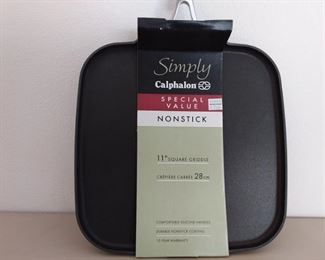 Simply
Calphalon
SPECIAL
VALUE
NONSTICK
11" SQUARE GRIDDLE
CRÊPIÈRE CARRÉE 28 CM
COMFORTABLE SILICONE HANDLES
DURABLE NONSTICK COATING
10 YEAR WARRANTY